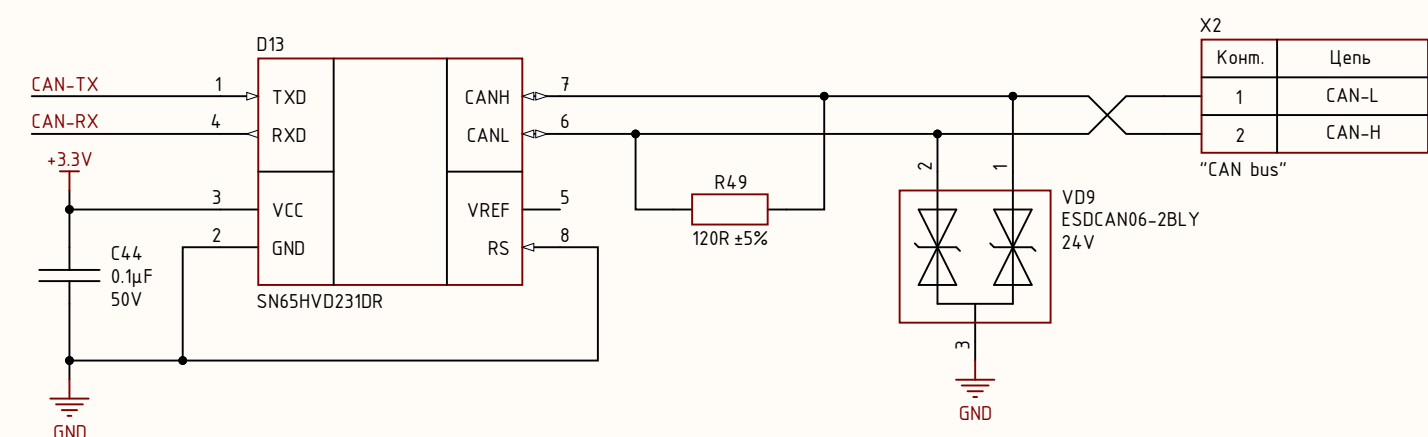 X2
D13
Конт.
Цепь
CAN-TX
1
TXD
CANH
7
1
CAN-L
CAN-RX
4
RXD
CANL
6
2
CAN-H
"CAN bus"
+3.3V
2
1
R49
120R ±5%
VD9
ESDCAN06-2BLY
24V
3
VCC
VREF
5
2
GND
RS
8
C44
0.1µF
50V
SN65HVD231DR
3
GND
GND